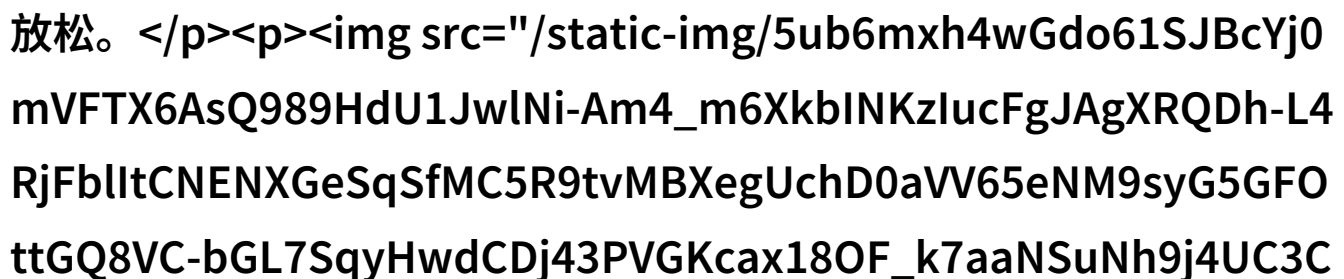 放松。</p><p><img src="/static-img/5ub6mxh4wGdo61SJBcYj0
mVFTX6AsQ989HdU1JwlNi-Am4_m6XkbINKzIucFgJAgXRQDh-L4
RjFblItCNENXGeSqSfMC5R9tvMBXegUchD0aVV65eNM9syG5GFO
ttGQ8VC-bGL7SqyHwdCDj43PVGKcax18OF_k7aaNSuNh9j4UC3C